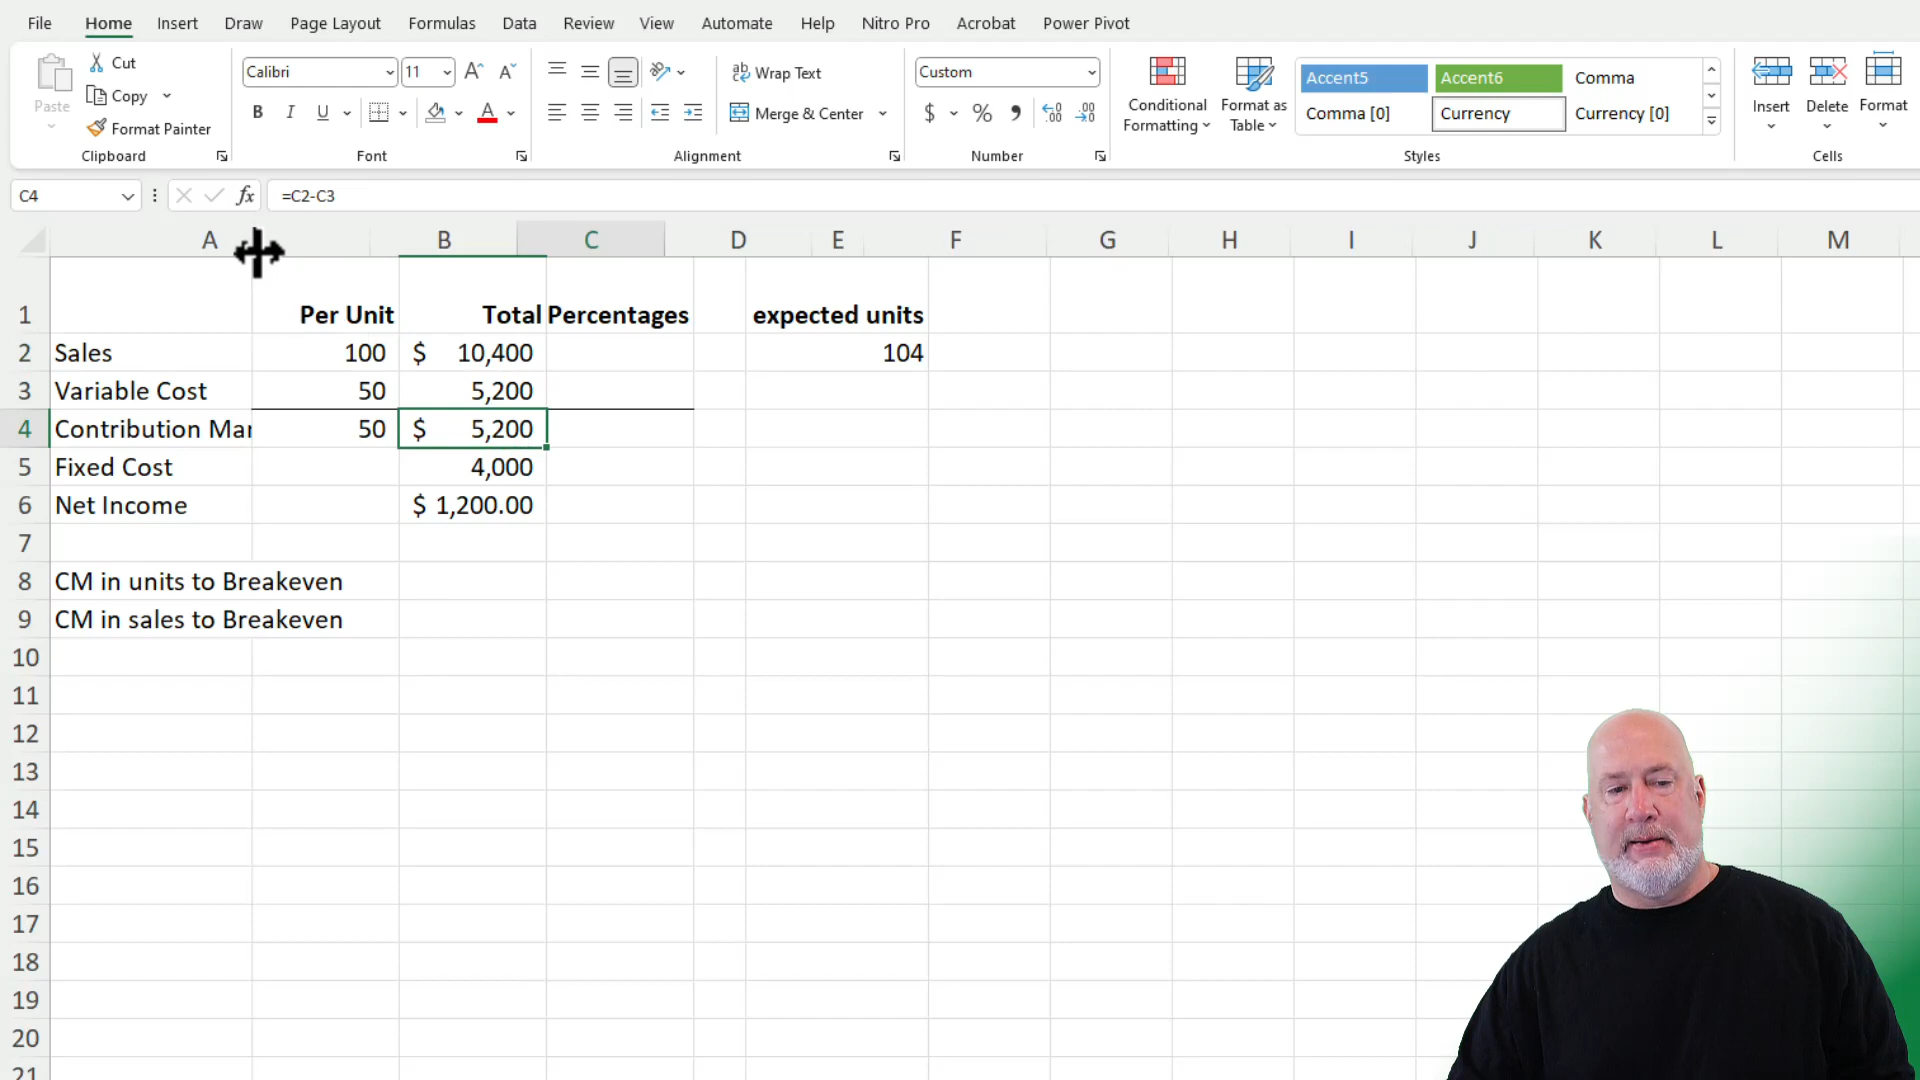 File Home Insert Draw Page Layout Formulas Data Review View Automate Help Nitro Pro Acrobat Power Pivot
Paste Cut Copy Format Painter Clipboard
Calibri 11 A A B I U A Font
ab Wrap Text Merge & Center Alignment
Custom $ % Number
Conditional Formatting Format as Table
Accent5 Accent6 Comma
Comma [0] Currency Currency [0]
Styles
Insert Delete Format
Cells
C4 fx =C2-C3
A B C D E F G H I J K L M
1 Per Unit Total Percentages expected units
2 Sales 100 $ 10,400 104
3 Variable Cost 50 5,200
4 Contribution Mar 50 $ 5,200
5 Fixed Cost 4,000
6 Net Income $ 1,200.00
7
8 CM in units to Breakeven
9 CM in sales to Breakeven
10
11
12
13
14
15
16
17
18
19
20
21